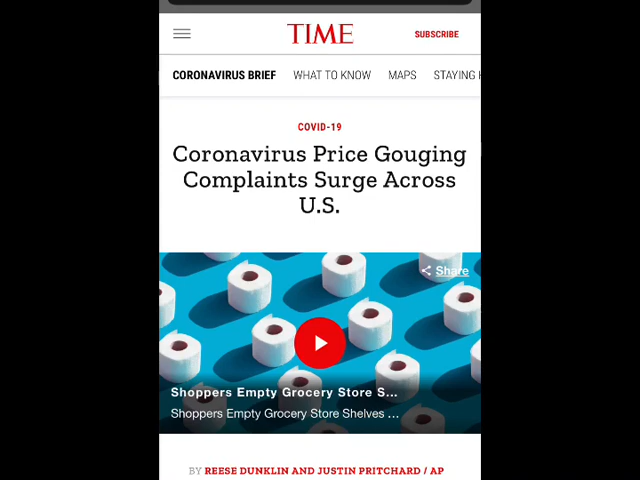 TIME
SUBSCRIBE
CORONAVIRUS BRIEF WHAT TO KNOW MAPS STAYING
COVID-19
Coronavirus Price Gouging
Complaints Surge Across
U.S.
Share
Shoppers Empty Grocery Store S...
Shoppers Empty Grocery Store Shelves ...
BY REESE DUNKLIN AND JUSTIN PRITCHARD / AP